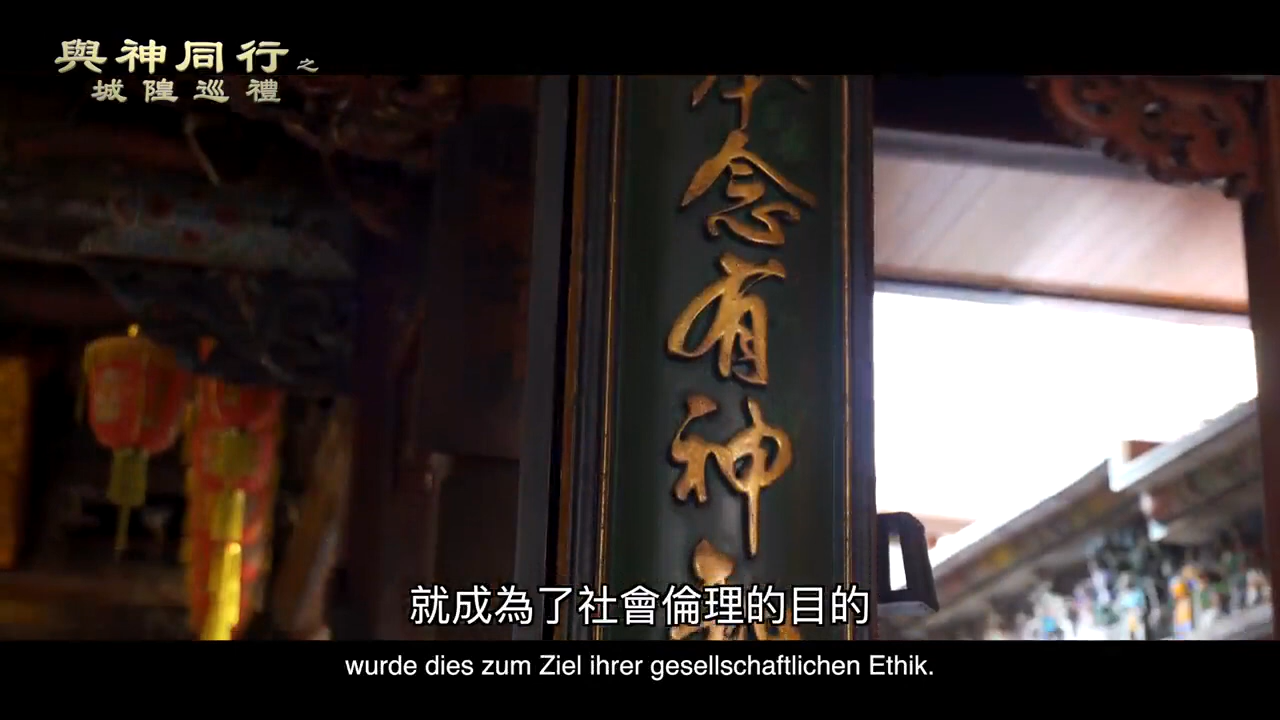 與神同行之
城隍巡禮
念有神
就成為了社會倫理的目的
wurde dies zum Ziel ihrer gesellschaftlichen Ethik.